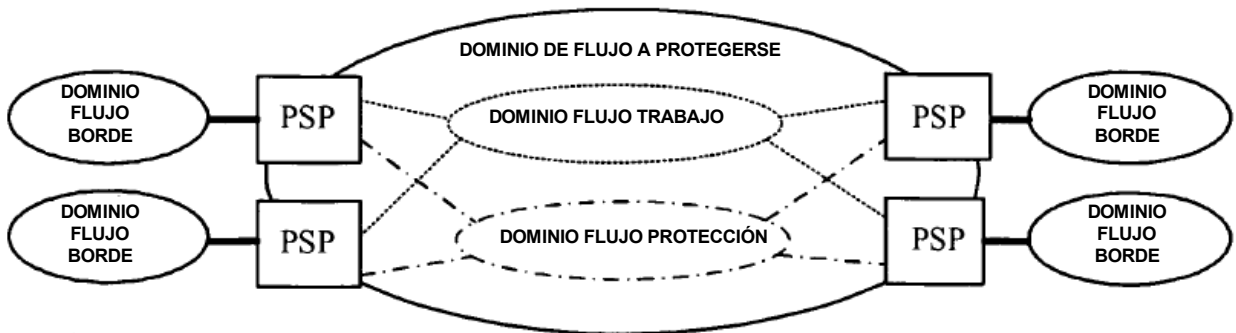 DOMINIO DE FLUJO A PROTEGERSE
DOMINIO
FLUJO
BORDE
PSP
DOMINIO FLUJO TRABAJO
PSP
DOMINIO
FLUJO
BORDE
DOMINIO
FLUJO
BORDE
PSP
DOMINIO FLUJO PROTECCIÓN
PSP
DOMINIO
FLUJO
BORDE